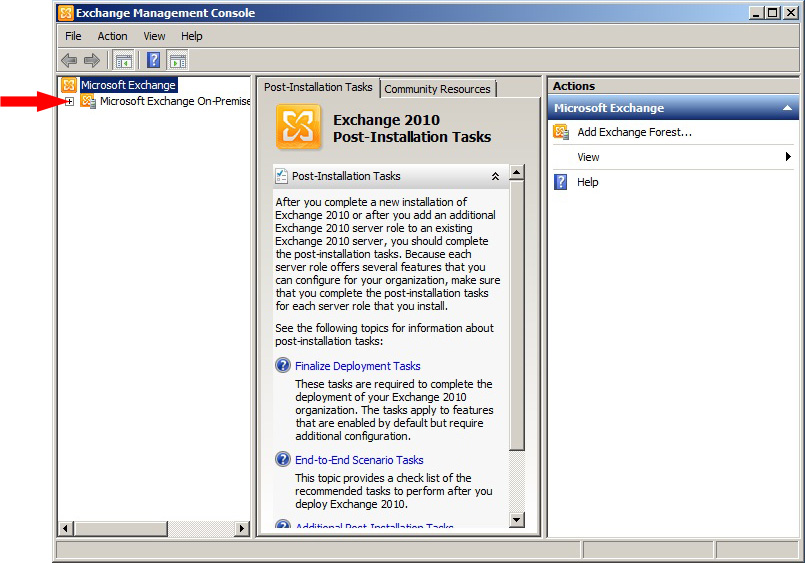 Exchange Management Console
File Action View Help
Microsoft Exchange
Microsoft Exchange On-Premise
Post-Installation Tasks
Community Resources
Exchange 2010
Post-Installation Tasks
Post-Installation Tasks
After you complete a new installation of
Exchange 2010 or after you add an additional
Exchange 2010 server role to an existing
Exchange 2010 server, you should complete
the post-installation tasks. Because each
server role offers several features that you
can configure for your organization, make sure
that you complete the post-installation tasks
for each server role that you install.
See the following topics for information about
post-installation tasks:
Finalize Deployment Tasks
These tasks are required to complete the
deployment of your Exchange 2010
organization. The tasks apply to features
that are enabled by default but require
additional configuration.
End-to-End Scenario Tasks
This topic provides a check list of the
recommended tasks to perform after you
deploy Exchange 2010.
Additional Post-Installation Tasks
Actions
Microsoft Exchange
Add Exchange Forest...
View
Help